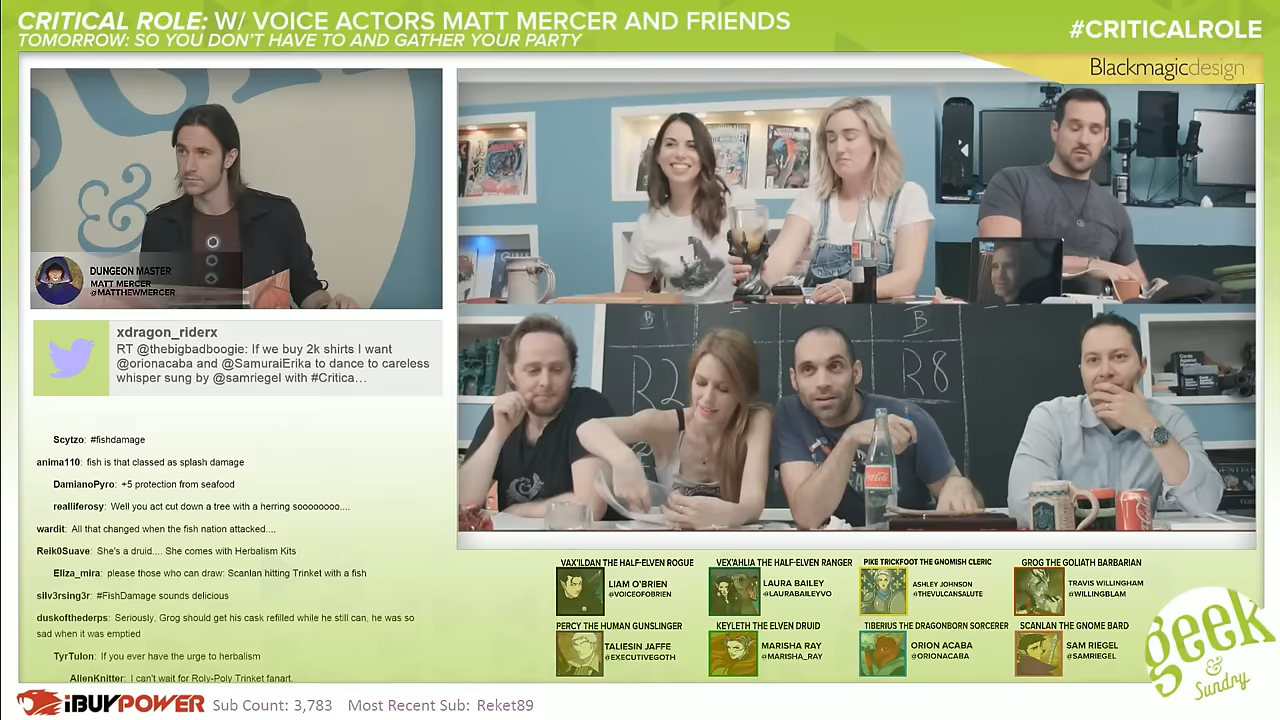 CRITICAL ROLE: W/ VOICE ACTORS MATT MERCER AND FRIENDS
TOMORROW: SO YOU DON'T HAVE TO AND GATHER YOUR PARTY
#CRITICALROLE
Blackmagicdesign
&
DUNGEON MASTER
MATT MERCER
@MATTHEWMERCER
xdragon_riderx
RT @thebigbadboogie: If we buy 2k shirts I want
@orionacaba and @SamuraiErika to dance to careless
whisper sung by @samriegel with #Critica…
Scytzo: #fishdamage
anima110: fish is that classed as splash damage
DamianoPyro: +5 protection from seafood
realliferosy: Well you act cut down a tree with a herring sooooooo....
wardit: All that changed when the fish nation attacked....
Reik0Suave: She's a druid.... She comes with Herbalism Kits
Eliza_mira: please those who can draw: Scanlan hitting Trinket with a fish
silv3rsing3r: #FishDamage sounds delicious
duskofthederps: Seriously, Grog should get his cask refilled while he still can, he was so
sad when it was emptied
TyrTulon: If you ever have the urge to herbalism
AlienKnitter: I can't wait for Roly-Poly Trinket fanart.
B
B
R2
R8
Coca-Cola
VAX'ILDAN THE HALF-ELVEN ROGUE
LIAM O'BRIEN
@VOICEOFOBRIEN
VEX'AHLIA THE HALF-ELVEN RANGER
LAURA BAILEY
@LAURABAILEYVO
PIKE TRICKFOOT THE GNOMISH CLERIC
ASHLEY JOHNSON
@THEVULCANSALUTE
GROG THE GOLIATH BARBARIAN
TRAVIS WILLINGHAM
@WILLINGBLAM
PERCY THE HUMAN GUNSLINGER
TALIESIN JAFFE
@EXECUTIVEGOTH
KEYLETH THE ELVEN DRUID
MARISHA RAY
@MARISHA_RAY
TIBERIUS THE DRAGONBORN SORCERER
ORION ACABA
@ORIONACABA
SCANLAN THE GNOME BARD
SAM RIEGEL
@SAMRIEGEL
geek
&
Sundry
iBUYPOWER
Sub Count: 3,783 Most Recent Sub: Reket89